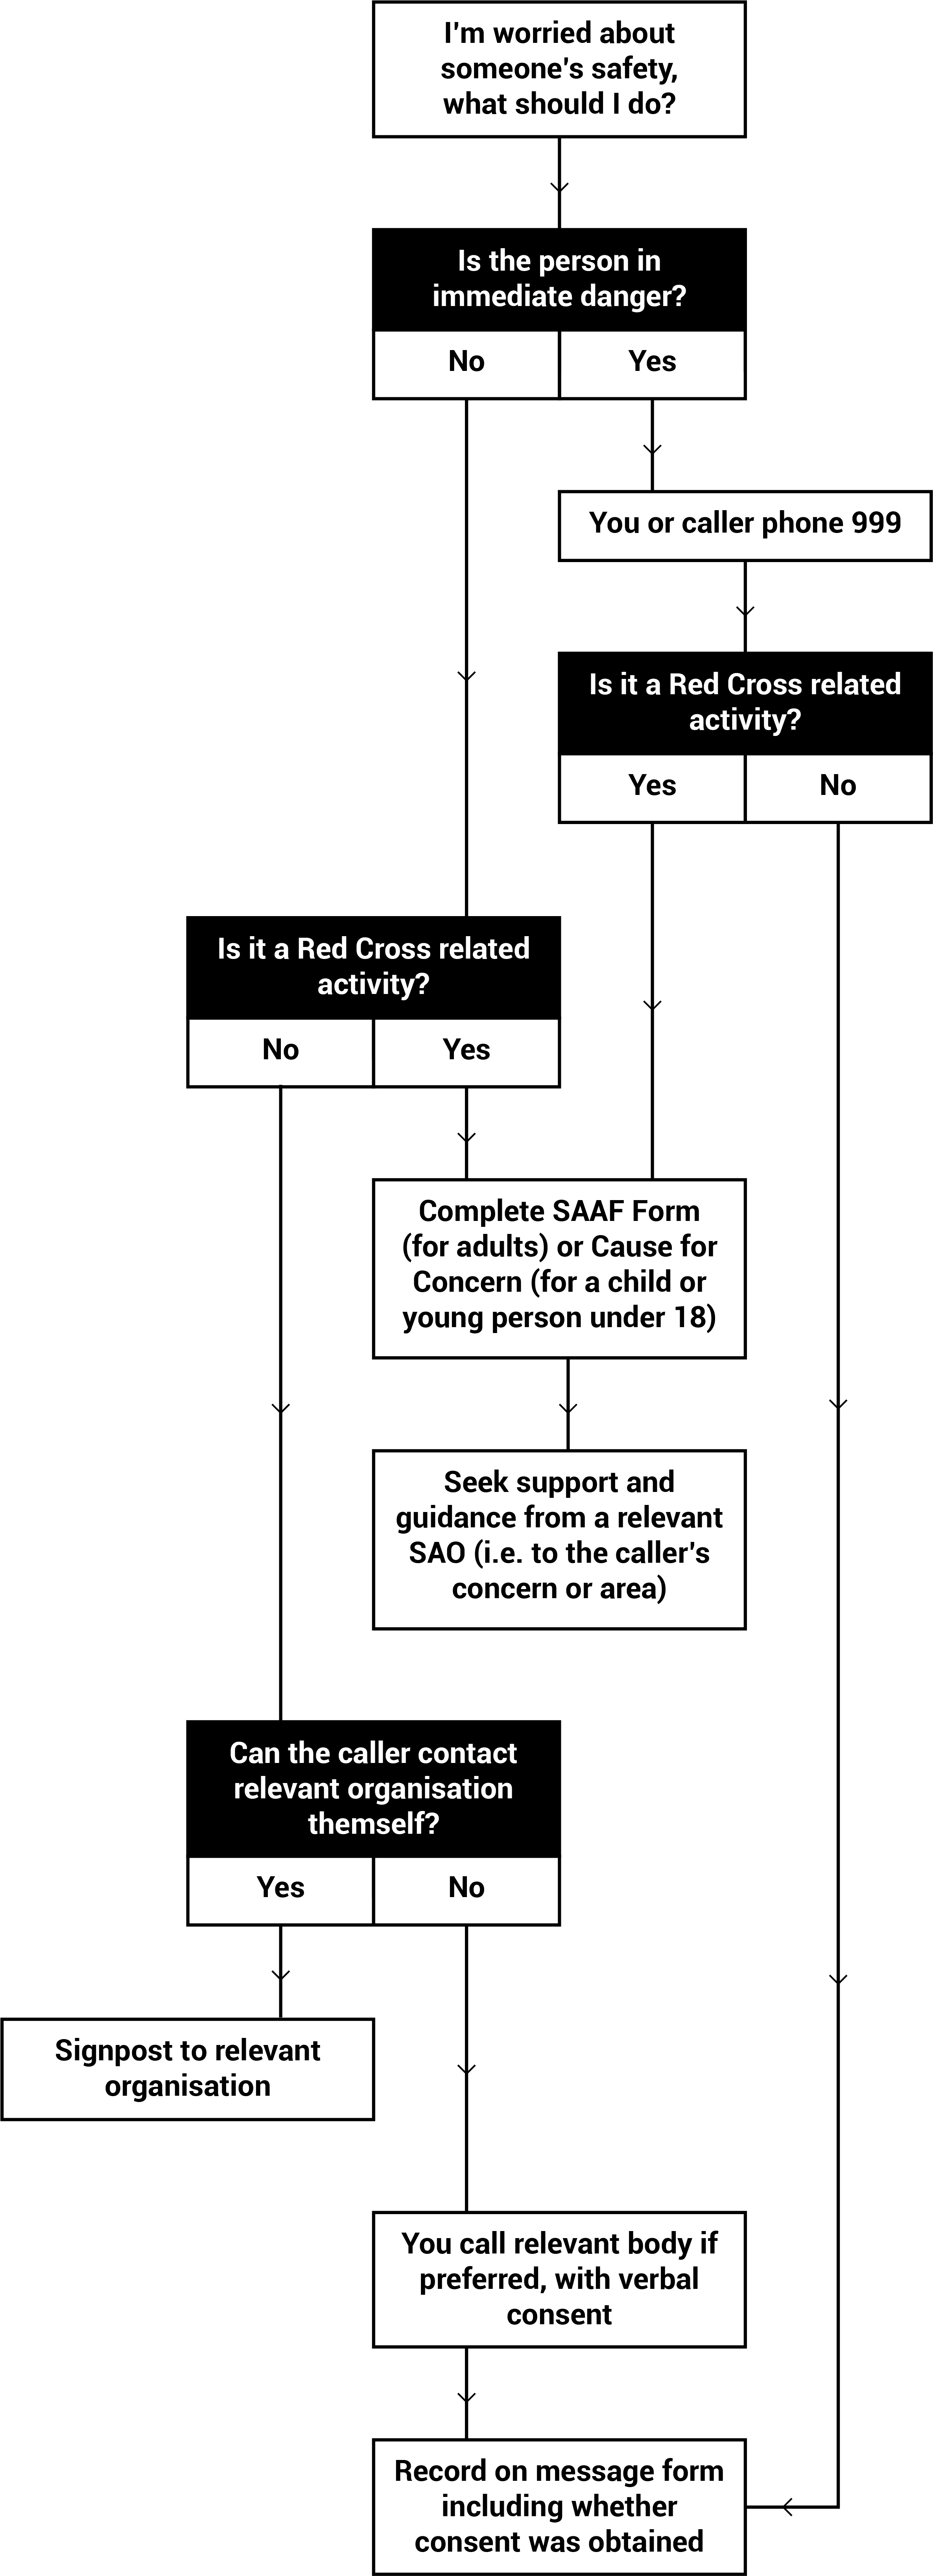 I'm worried about
someone's safety,
what should I do?
Is the person in
immediate danger?
No
Yes
You or caller phone 999
Is it a Red Cross related
activity?
Yes
No
Is it a Red Cross related
activity?
No
Yes
Complete SAAF Form
(for adults) or Cause for
Concern (for a child or
young person under 18)
Seek support and
guidance from a relevant
SAO (i.e. to the caller's
concern or area)
Can the caller contact
relevant organisation
themself?
Yes
No
Signpost to relevant
organisation
You call relevant body if
preferred, with verbal
consent
Record on message form
including whether
consent was obtained